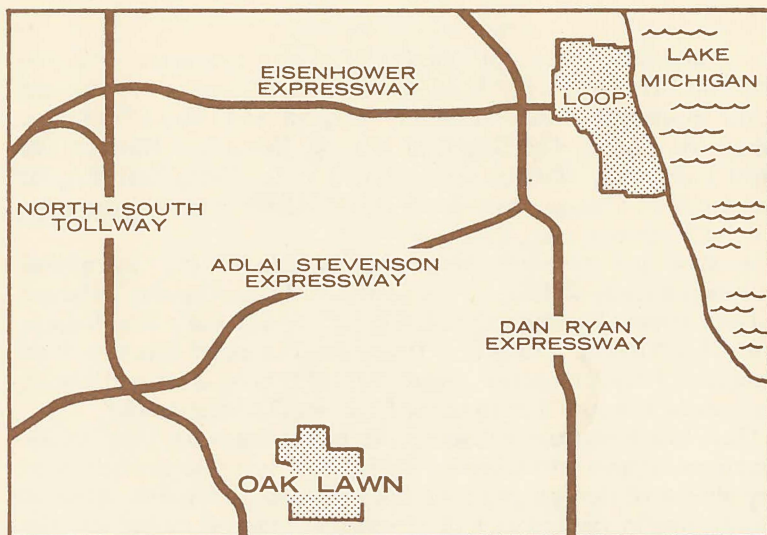 LAKE
MICHIGAN
EISENHOWER
EXPRESSWAY
LOOP
NORTH - SOUTH
TOLLWAY
ADLAI STEVENSON
EXPRESSWAY
DAN RYAN
EXPRESSWAY
OAK LAWN